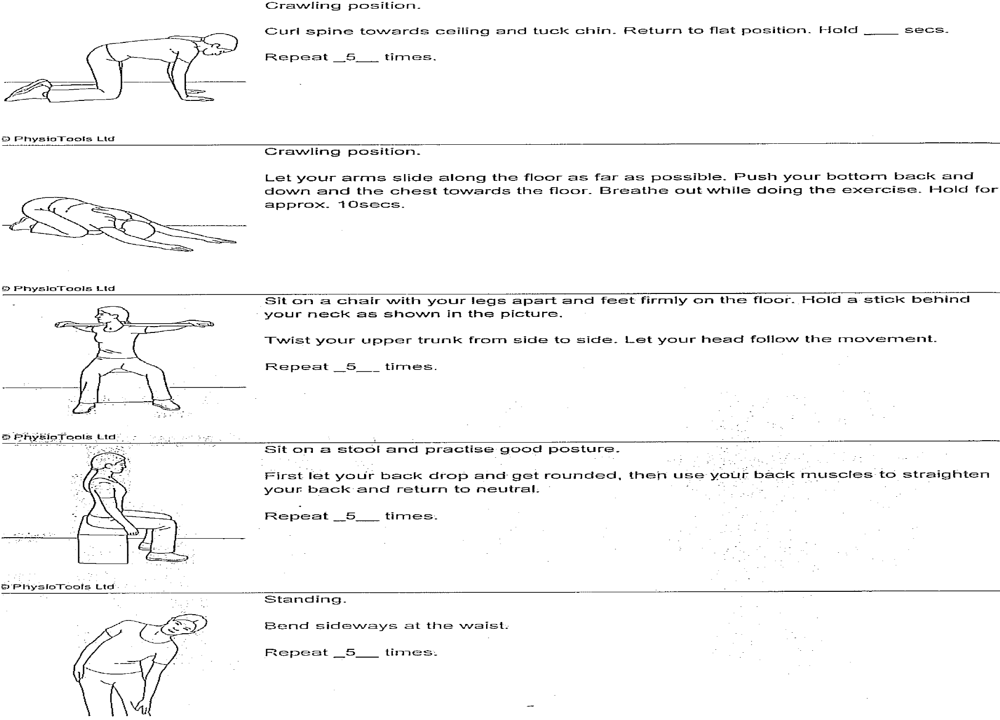 Crawling position.
Curl spine towards ceiling and tuck chin. Return to flat position. Hold ____ secs.
Repeat _5__ times.
© PhysioTools Ltd
Crawling position.
Let your arms slide along the floor as far as possible. Push your bottom back and
down and the chest towards the floor. Breathe out while doing the exercise. Hold for
approx. 10secs.
© PhysioTools Ltd
Sit on a chair with your legs apart and feet firmly on the floor. Hold a stick behind
your neck as shown in the picture.
Twist your upper trunk from side to side. Let your head follow the movement.
Repeat _5__ times.
© PhysioTools Ltd
Sit on a stool and practise good posture.
First let your back drop and get rounded, then use your back muscles to straighten
your back and return to neutral.
Repeat _5__ times.
© PhysioTools Ltd
Standing.
Bend sideways at the waist.
Repeat _5__ times.